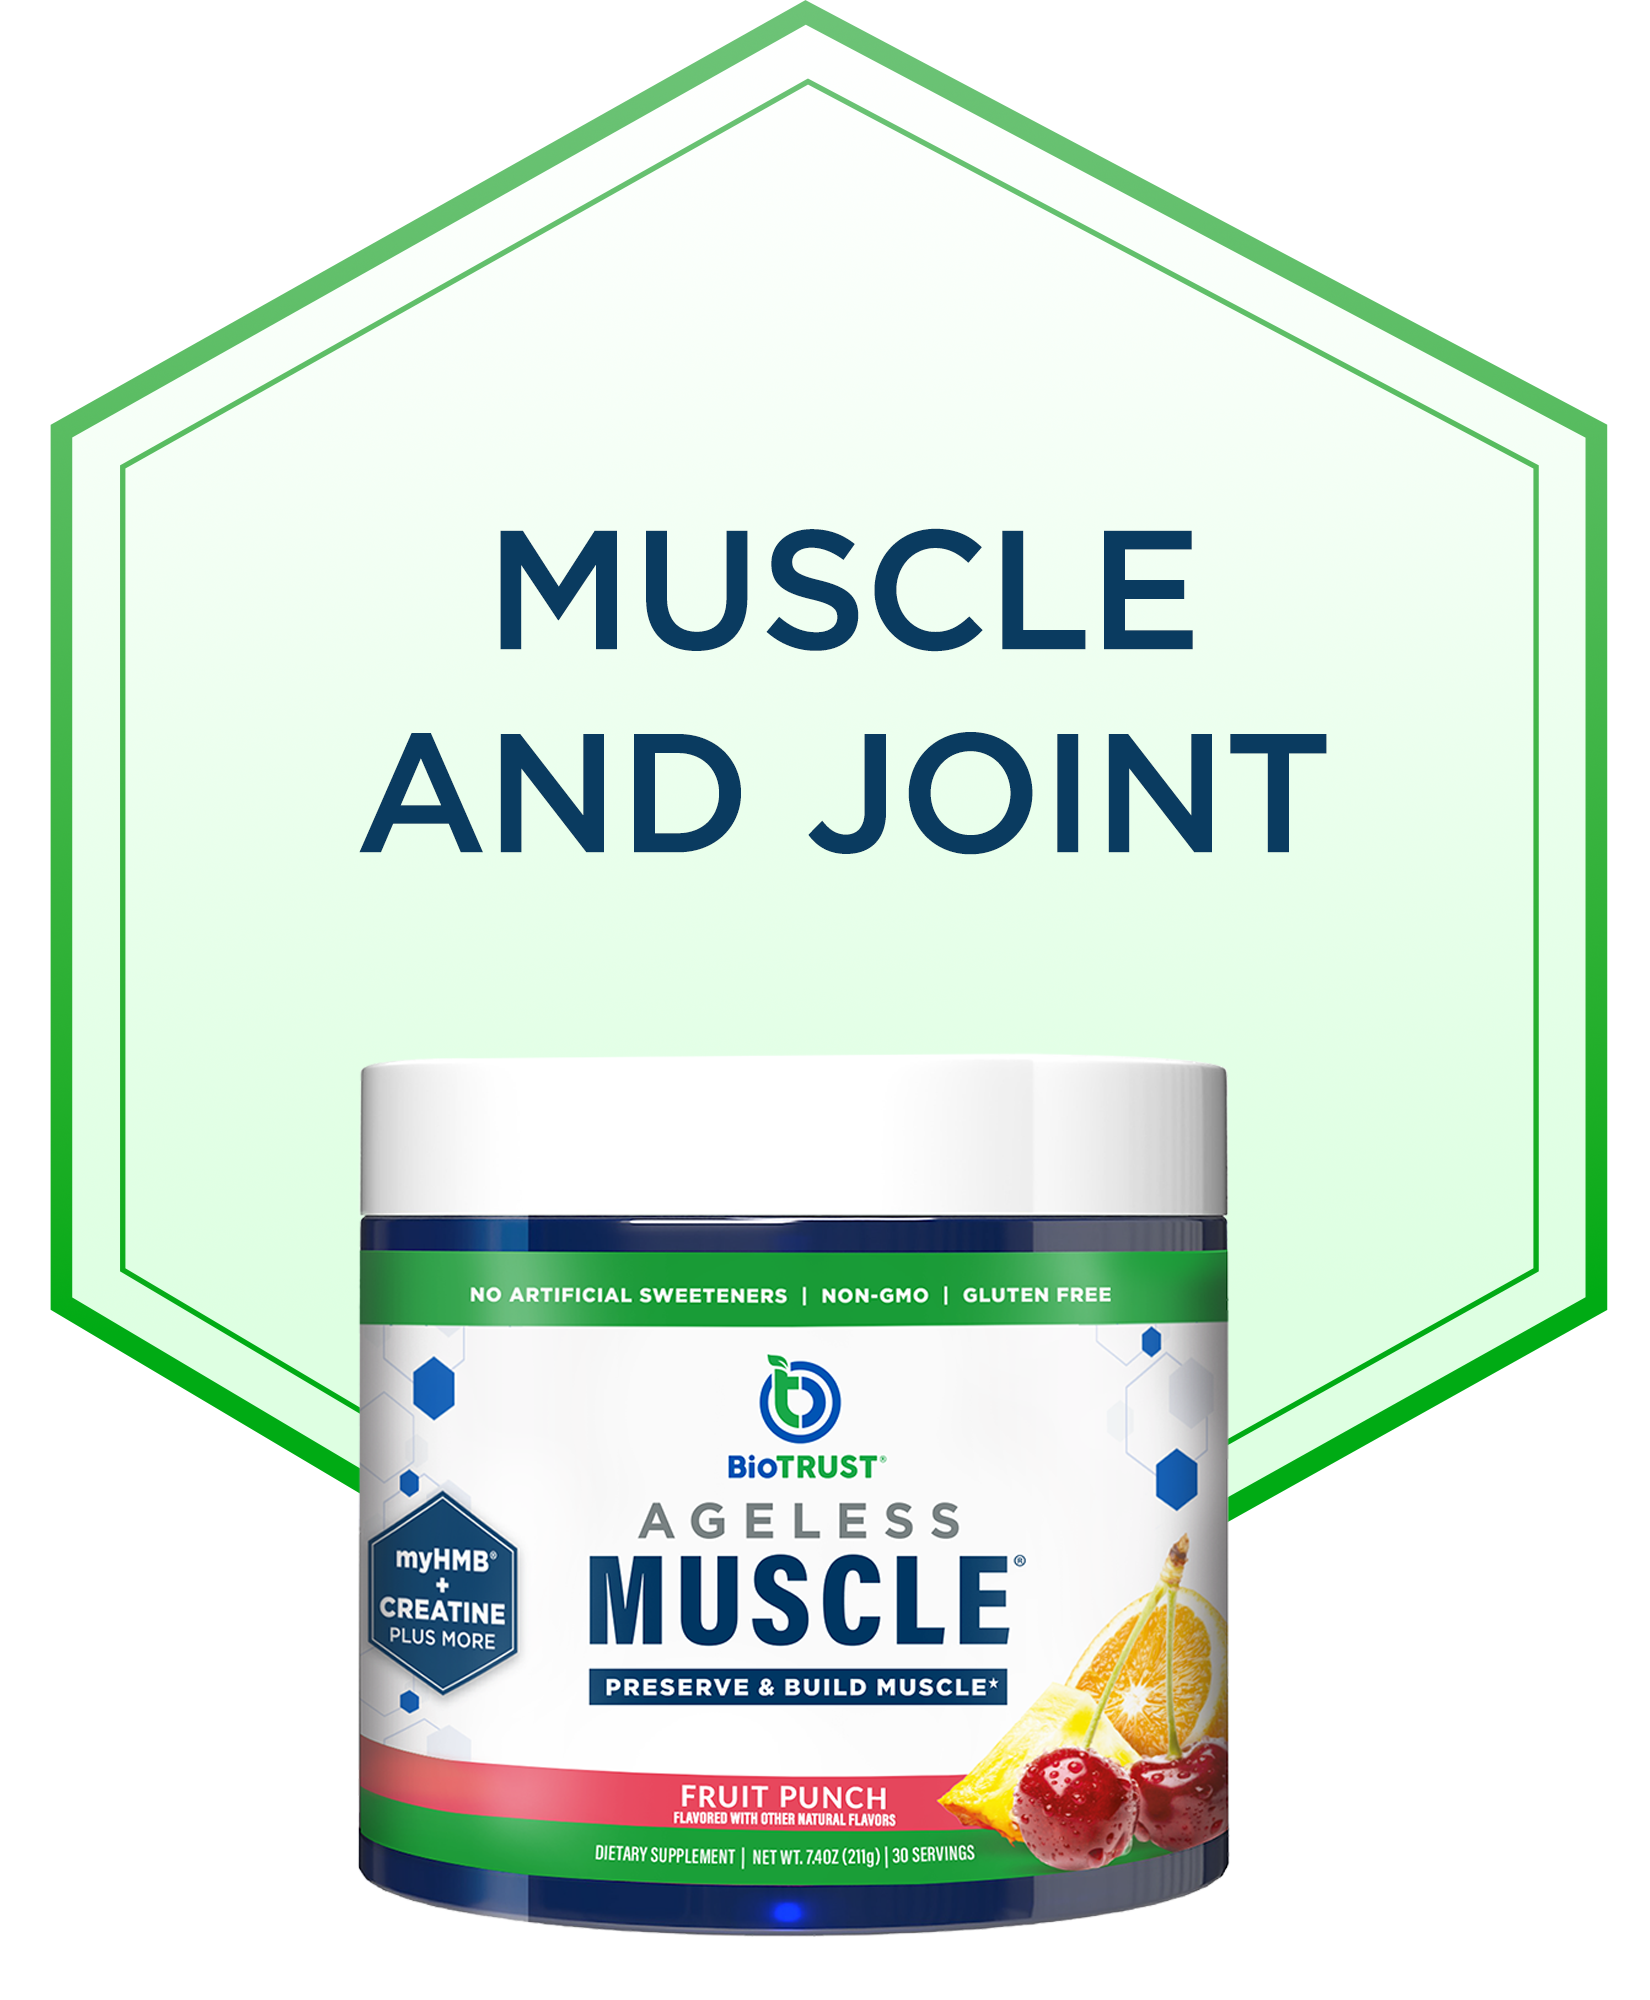 MUSCLE
AND JOINT
NO ARTIFICIAL SWEETENERS | NON-GMO | GLUTEN FREE
BioTRUST®
AGELESS
MUSCLE®
myHMB®
+
CREATINE
PLUS MORE
PRESERVE & BUILD MUSCLE*
FRUIT PUNCH
FLAVORED WITH OTHER NATURAL FLAVORS
DIETARY SUPPLEMENT | NET WT. 7.4OZ (211g) | 30 SERVINGS